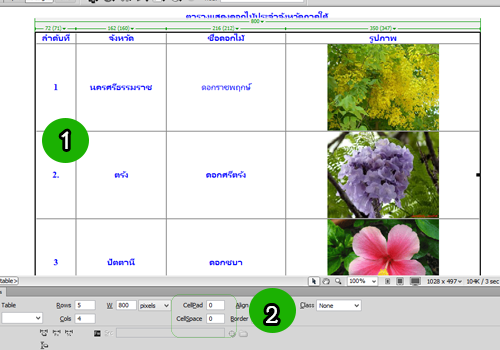 ตารางแสดงดอกไม้ประจำจังหวัดภาคใต้
800
72 (71) 162 (160) 216 (212) 350 (347)
ลำดับที่ จังหวัด ชื่อดอกไม้ รูปภาพ
1 นครศรีธรรมราช ดอกราชพฤกษ์
1
2. ตรัง ดอกศรีตรัง
3 ปัตตานี ดอกชบา
table> 100% 1028 x 497 104K / 3 sec
Table Rows 5 W 800 pixels CellPad 0 Align Class None
Cols 4 CellSpace 0 Border
2